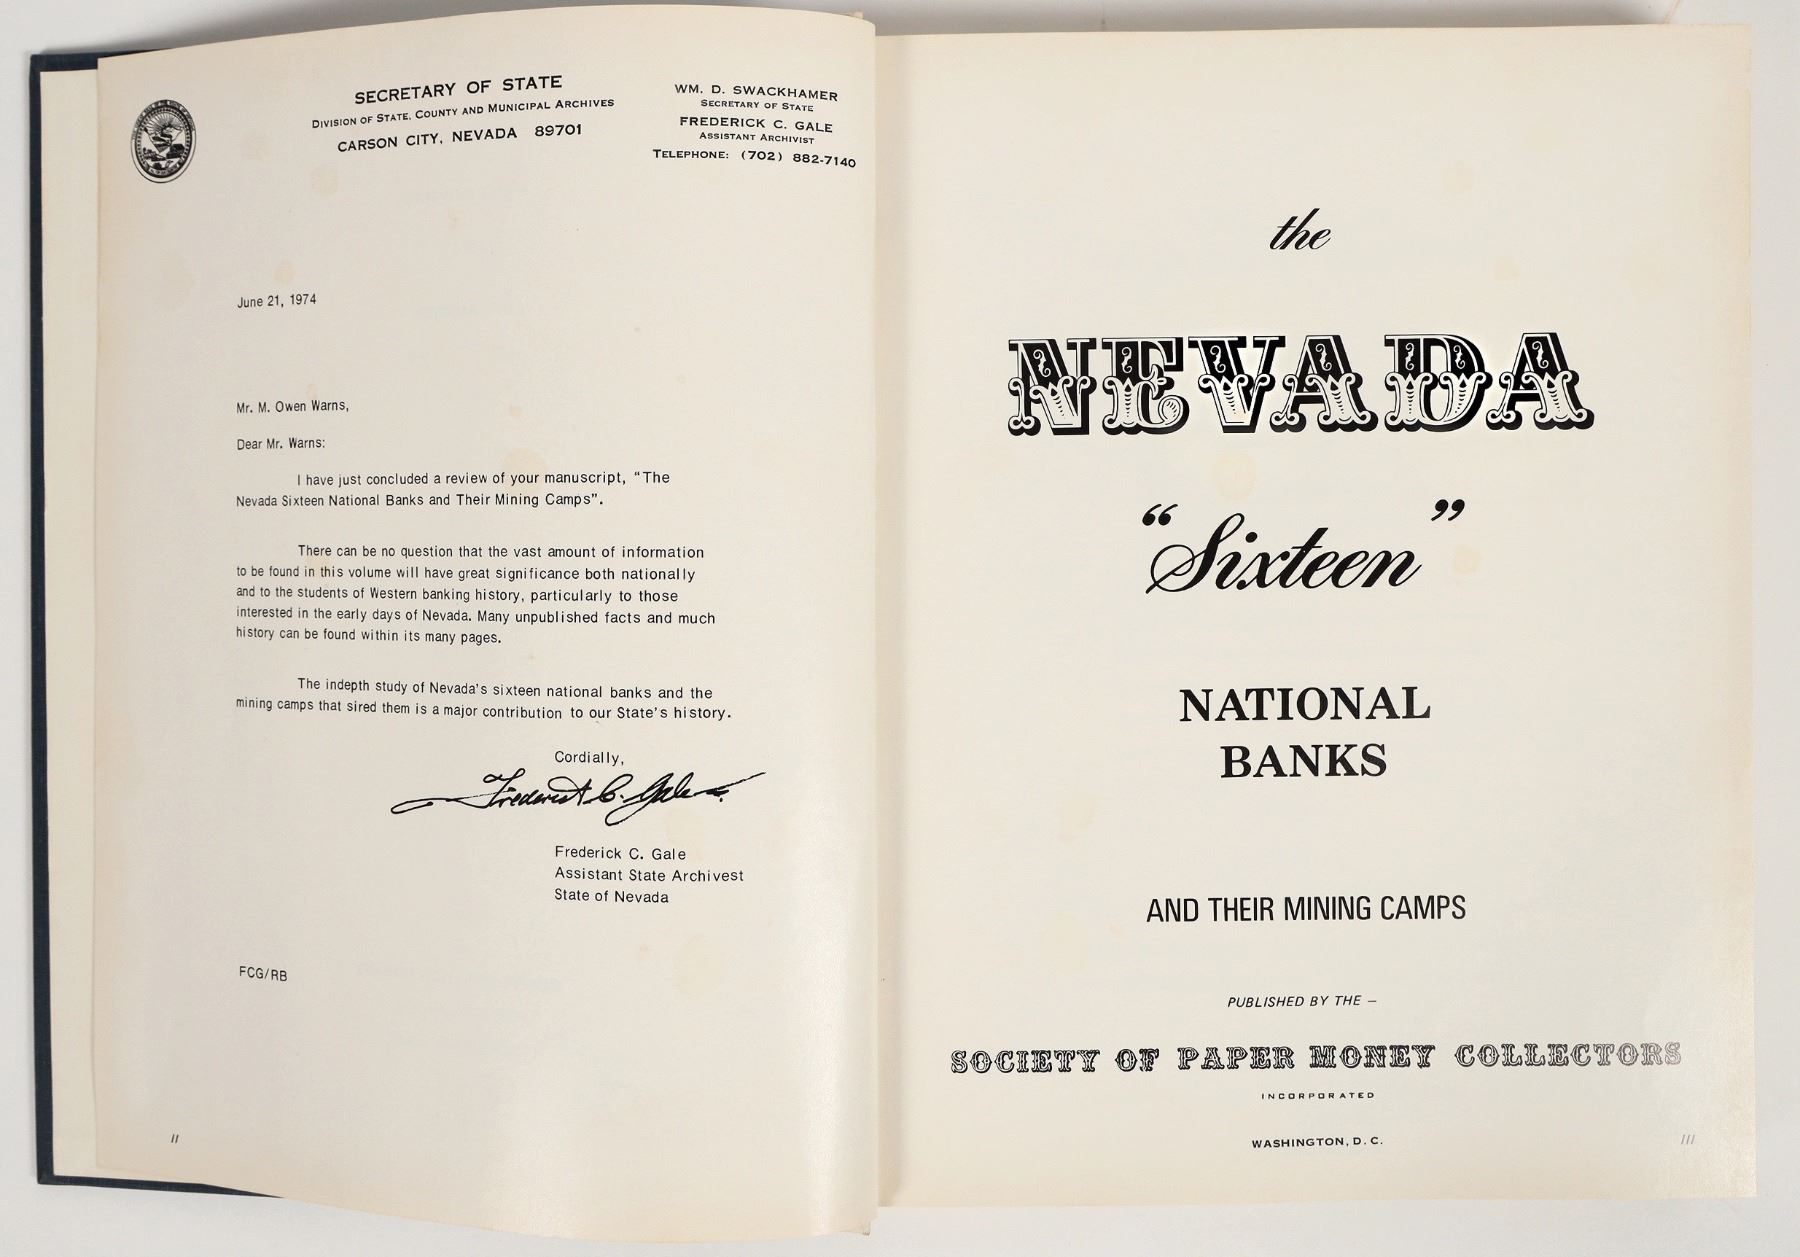 SECRETARY OF STATE
DIVISION OF STATE, COUNTY AND MUNICIPAL ARCHIVES
CARSON CITY, NEVADA 89701
WM. D. SWACKHAMER
SECRETARY OF STATE
FREDERICK C. GALE
ASSISTANT ARCHIVIST
TELEPHONE: (702) 882-7140
June 21, 1974
Mr. M. Owen Warns,
Dear Mr. Warns:
I have just concluded a review of your manuscript, "The
Nevada Sixteen National Banks and Their Mining Camps".
There can be no question that the vast amount of information
to be found in this volume will have great significance both nationally
and to the students of Western banking history, particularly to those
interested in the early days of Nevada. Many unpublished facts and much
history can be found within its many pages.
The indepth study of Nevada's sixteen national banks and the
mining camps that sired them is a major contribution to our State's history.
Cordially,
Frederick C. Gale
Frederick C. Gale
Assistant State Archivest
State of Nevada
FCG/RB
II
the
NEVADA
"Sixteen"
NATIONAL
BANKS
AND THEIR MINING CAMPS
PUBLISHED BY THE –
SOCIETY OF PAPER MONEY COLLECTORS
INCORPORATED
WASHINGTON, D. C.
III